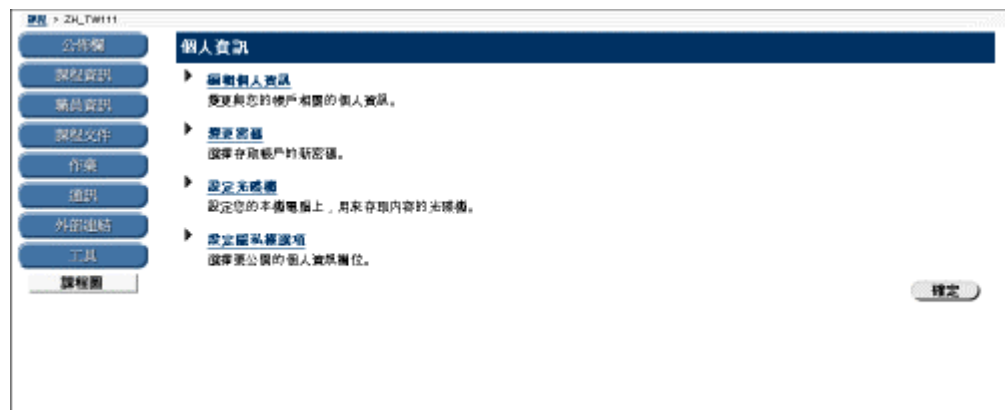 課程 > ZH_TW111
公佈欄
課程資訊
職員資訊
課程文件
作業
通訊
外部連結
工具
課程圖
個人資訊
編輯個人資訊
變更與您的帳戶相關的個人資訊。
變更密碼
選擇存取帳戶的新密碼。
設定光碟機
設定您的本機電腦上，用來存取內容的光碟機。
設定隱私權選項
選擇要公開的個人資訊欄位。
確定